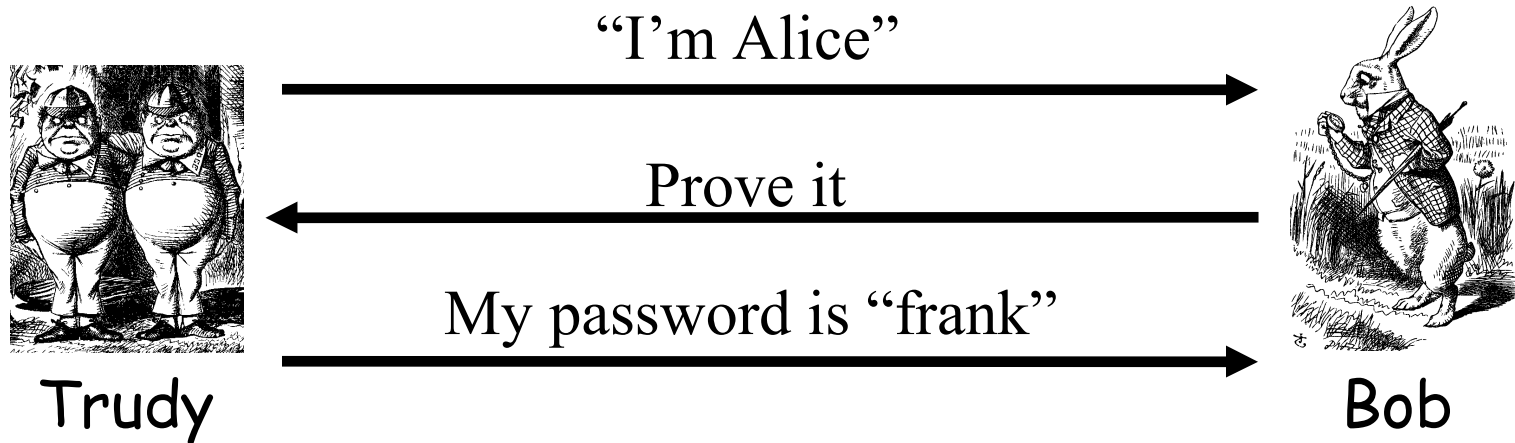 “I’m Alice”
Prove it
My password is “frank”
Trudy
Bob